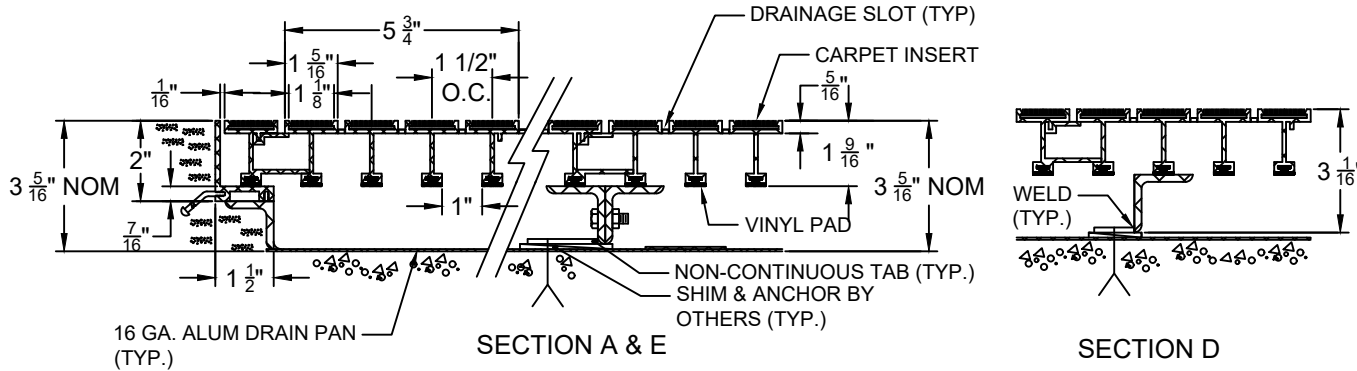 5 3/4"
DRAINAGE SLOT (TYP)
CARPET INSERT
1 5/16"
1 1/2"
O.C.
1/16"
1 1/8"
5/16"
2"
3 5/16" NOM
1 9/16"
3 5/16" NOM
3 1/16"
1"
7/16"
1 1/2"
VINYL PAD
WELD
(TYP.)
NON-CONTINUOUS TAB (TYP.)
SHIM & ANCHOR BY
OTHERS (TYP.)
16 GA. ALUM DRAIN PAN
(TYP.)
SECTION A & E
SECTION D